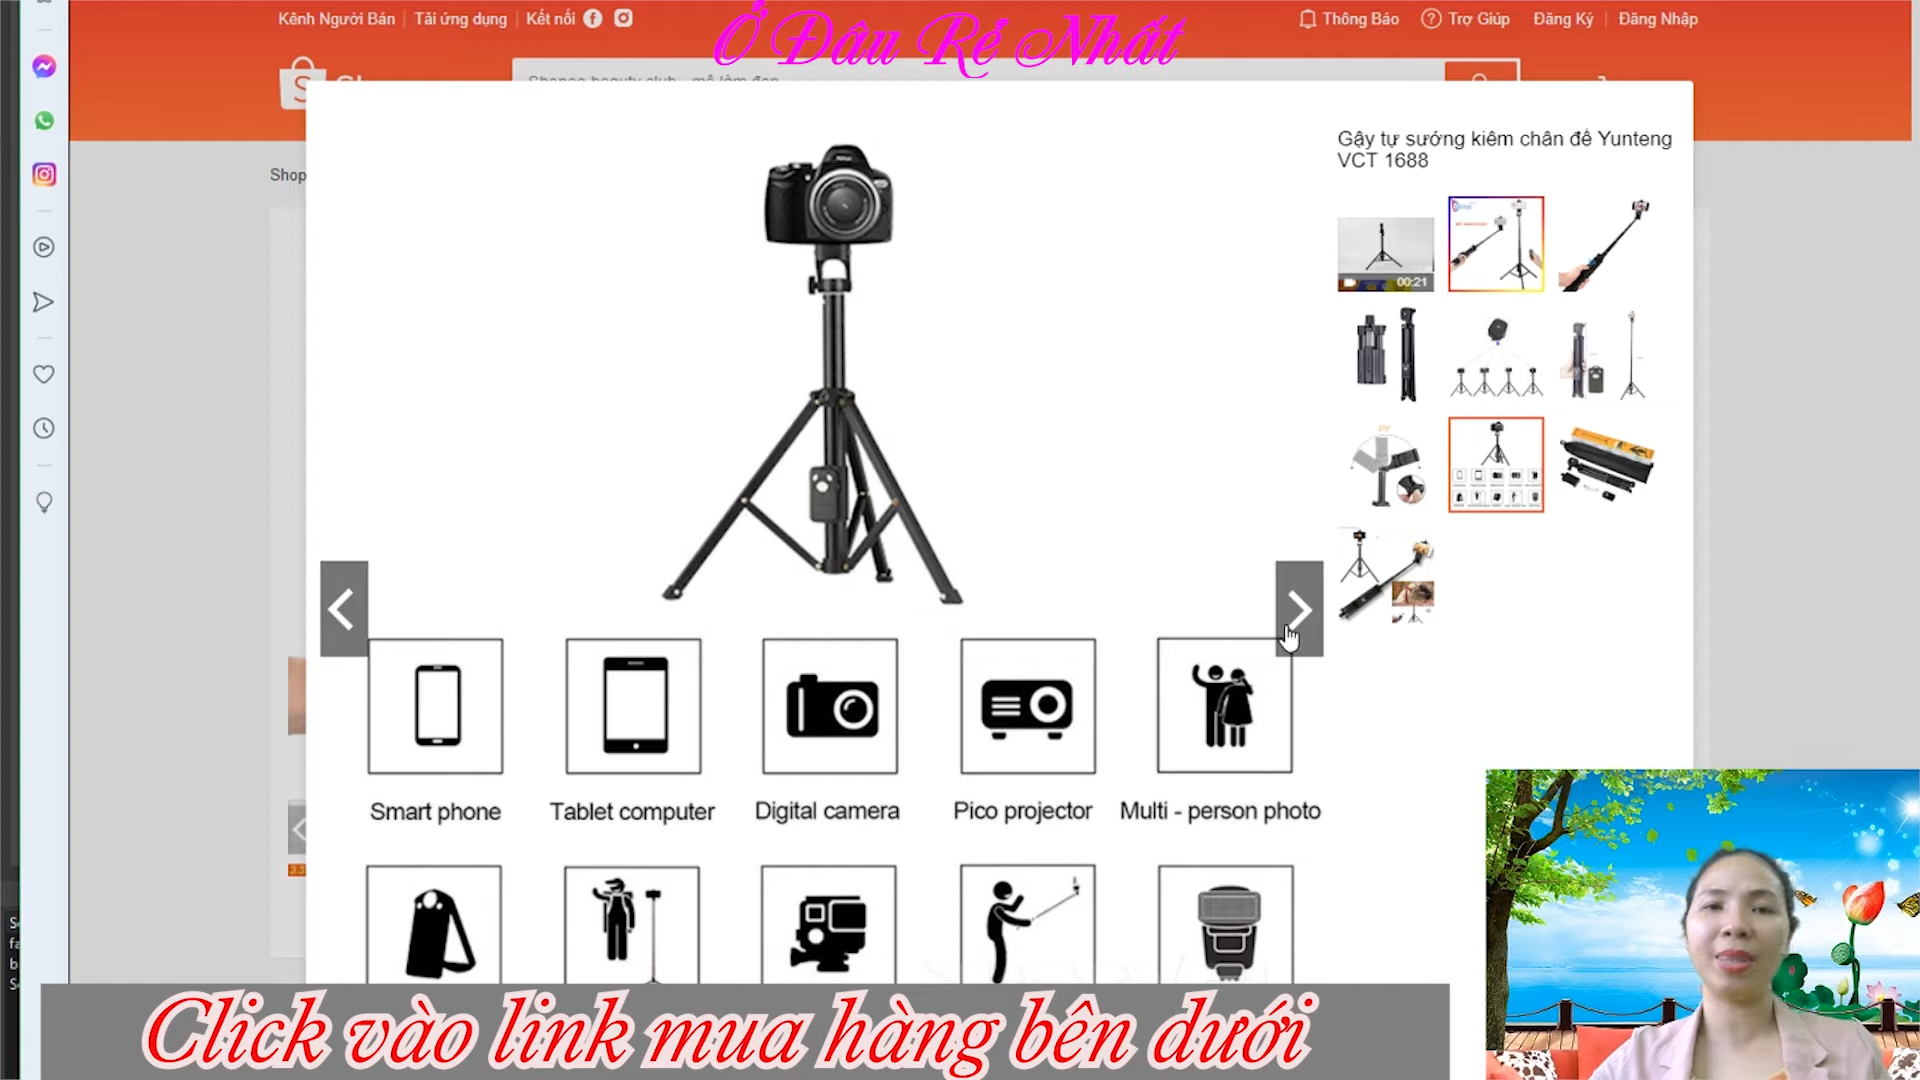 Kênh Người Bán
Tải ứng dụng
Kết nối
Thông Báo
Trợ Giúp
Đăng Ký
Đăng Nhập
Ở Đâu Rẻ Nhất
Shop
Gậy tự sướng kiêm chân đế Yunteng
VCT 1688
00:21
Smart phone
Tablet computer
Digital camera
Pico projector
Multi - person photo
Click vào link mua hàng bên dưới